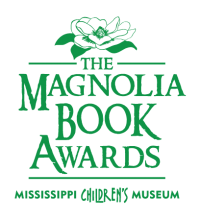 THE
MAGNOLIA
BOOK
AWARDS
MISSISSIPPI CHILDREN'S MUSEUM